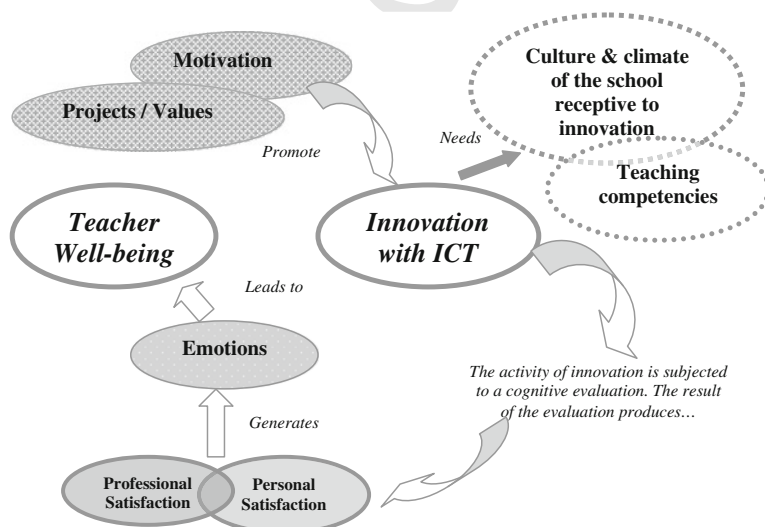 Motivation
Projects / Values
Promote
Culture & climate
of the school
receptive to
innovation
Needs
Teaching
competencies
Teacher
Well-being
Innovation
with ICT
Leads to
Emotions
The activity of innovation is subjected
to a cognitive evaluation. The result
of the evaluation produces…
Generates
Professional
Satisfaction
Personal
Satisfaction